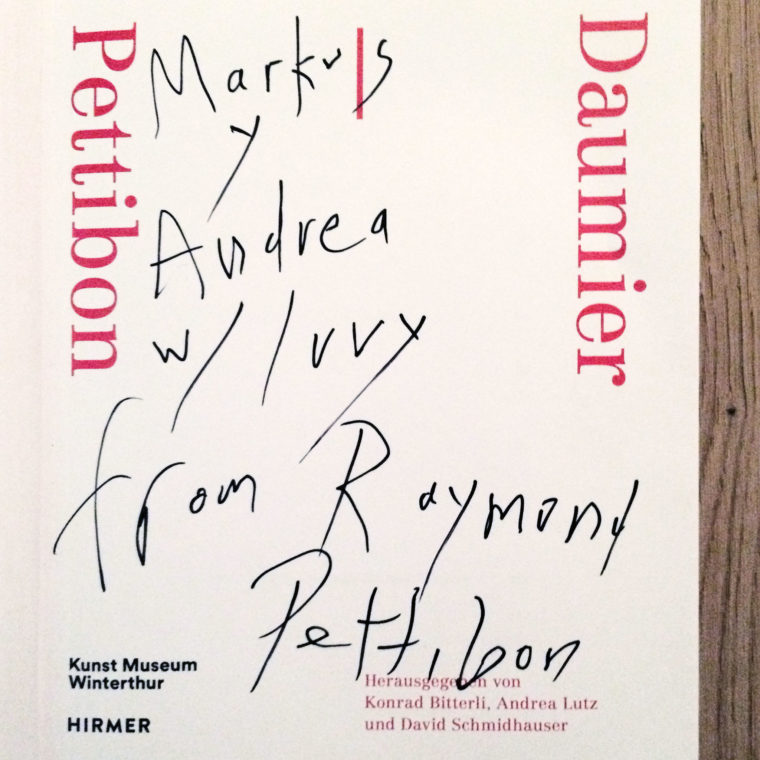 Pettibon
Daumier
Markus
y
Andrea
w/ luvvy
from Raymond
Pettibon
Kunst Museum
Winterthur
HIRMER
Herausgegeben von
Konrad Bitterli, Andrea Lutz
und David Schmidhauser